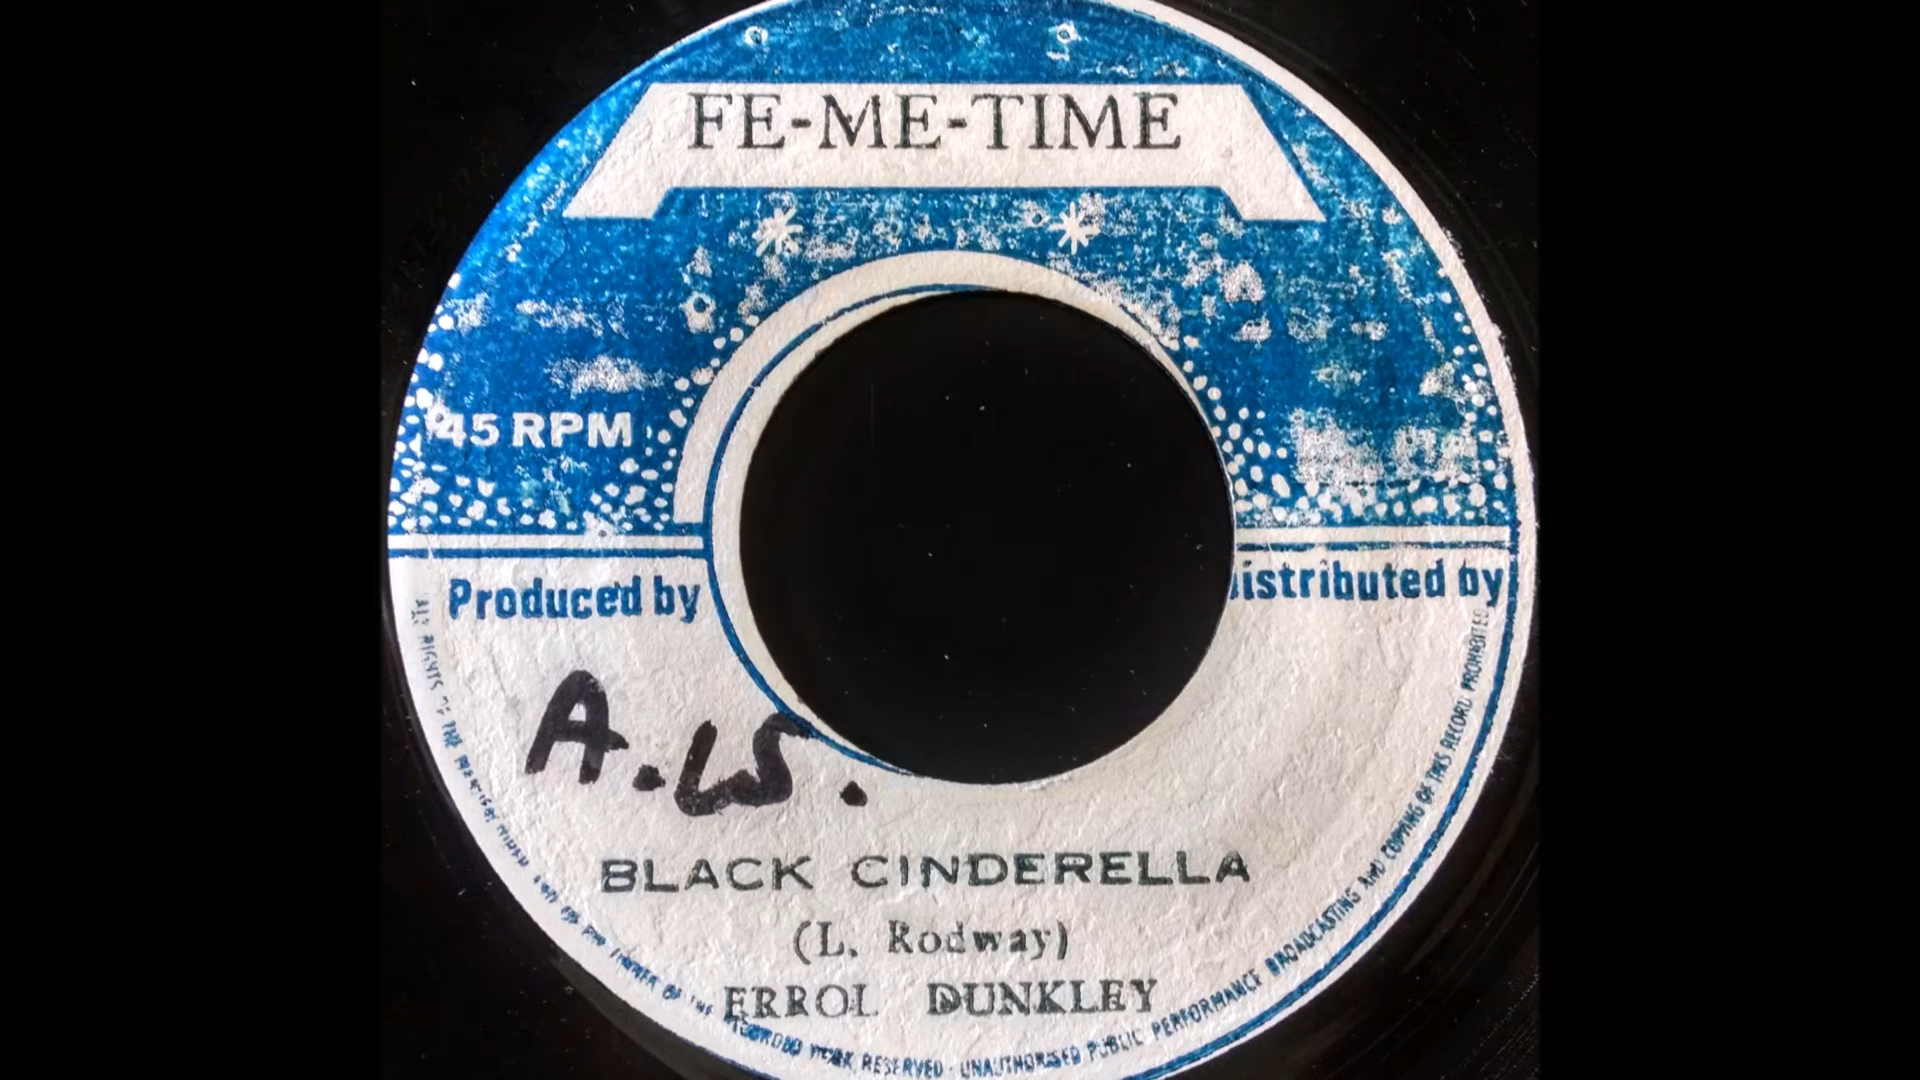 FE-ME-TIME
45 RPM
Produced by
istributed by
A.W.
BLACK CINDERELLA
(L. Rodway)
ERROL DUNKLEY
RECORDED WORK RESERVED - UNAUTHORISED PUBLIC PERFORMANCE BROADCASTING AND COPYING OF THIS RECORD PROHIBITED